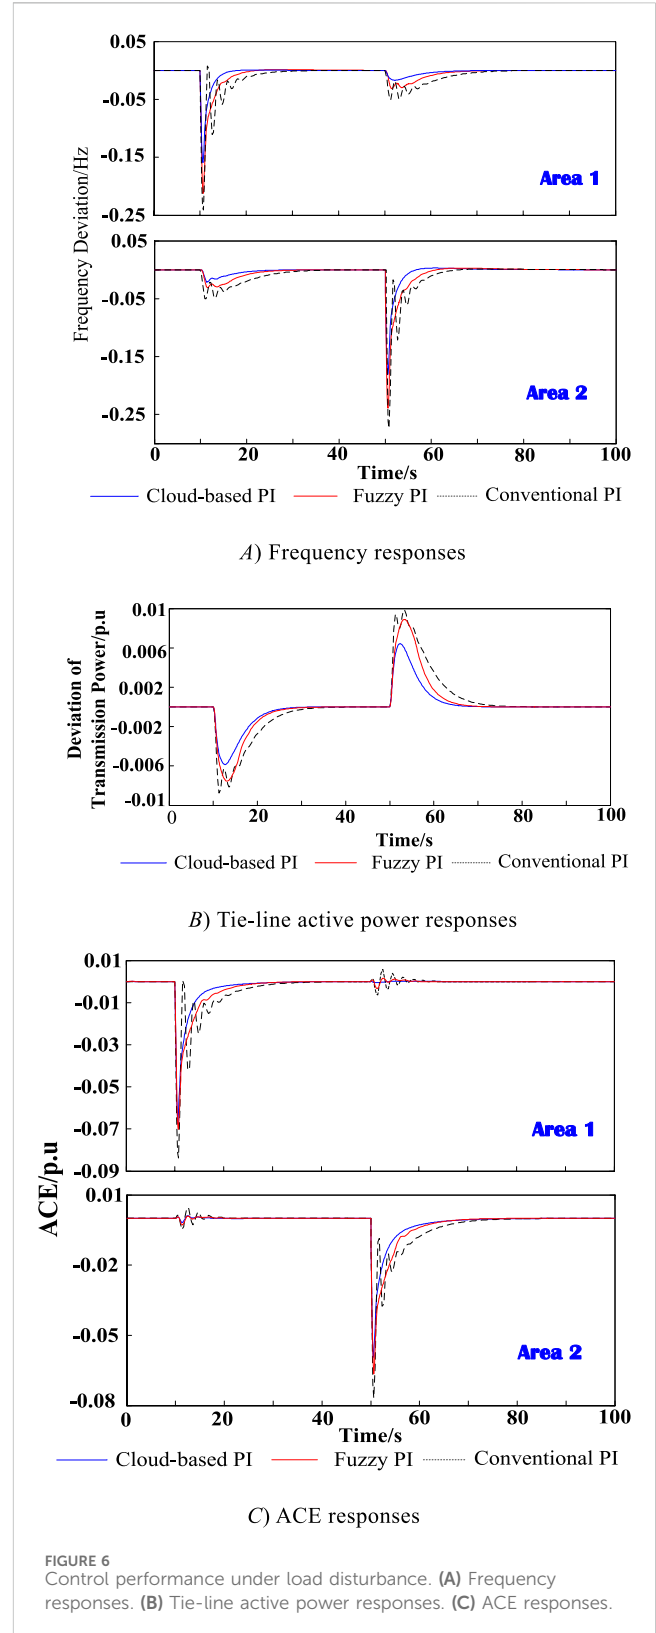 0.05
-0.05
-0.15
-0.25
Area 1
0.05
-0.05
-0.15
-0.25
Area 2
Frequency Deviation/Hz
0 20 40 60 80 100
Time/s
Cloud-based PI Fuzzy PI Conventional PI
A) Frequency responses
0.01
0.006
0.002
-0.002
-0.006
-0.01
Deviation of
Transmission Power/p.u
0 20 40 60 80 100
Time/s
Cloud-based PI Fuzzy PI Conventional PI
B) Tie-line active power responses
0.01
-0.01
-0.03
-0.05
-0.07
-0.09
Area 1
ACE/p.u
0.01
-0.02
-0.05
-0.08
Area 2
0 20 40 60 80 100
Time/s
Cloud-based PI Fuzzy PI Conventional PI
C) ACE responses
FIGURE 6
Control performance under load disturbance. (A) Frequency
responses. (B) Tie-line active power responses. (C) ACE responses.